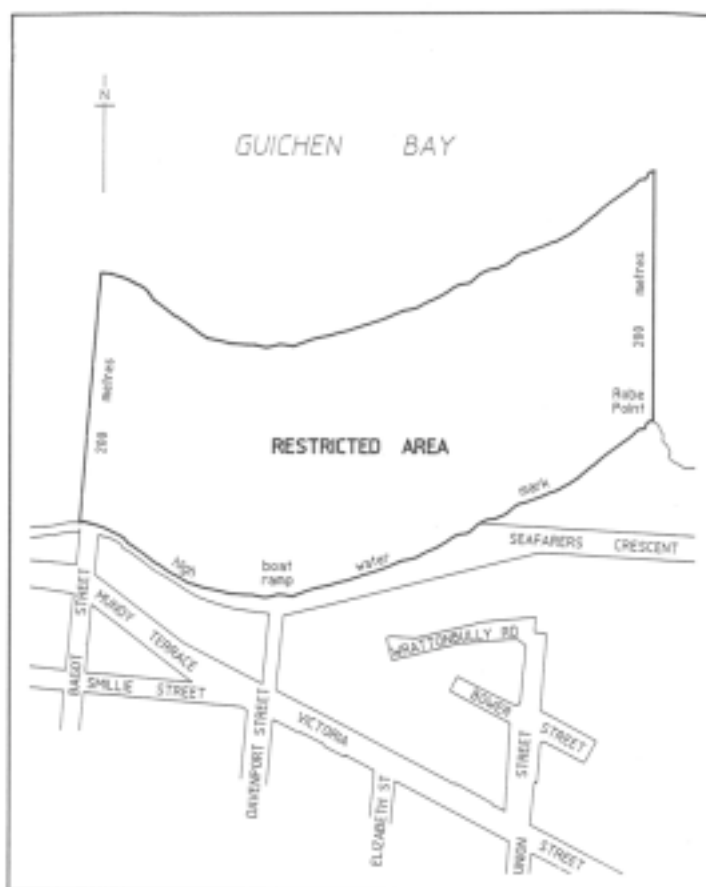 N
GUICHEN BAY
200 metres
200 metres
Robe
Point
RESTRICTED AREA
high
boat
ramp
water
mark
SEAFARERS CRESCENT
BAGOT STREET
MUNDY TERRACE
SMILLIE STREET
DAVENPORT STREET
VICTORIA STREET
ELIZABETH ST
WRATTONBULLY RD
BOWER STREET
UNION STREET